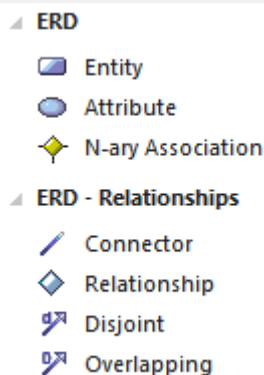 ERD
Entity
Attribute
N-ary Association
ERD - Relationships
Connector
Relationship
Disjoint
Overlapping